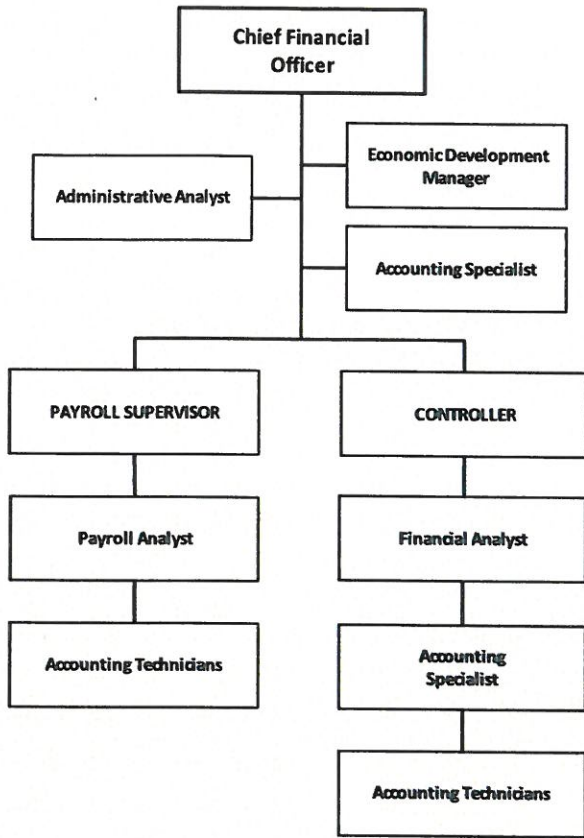 Chief Financial
Officer
Economic Development
Manager
Administrative Analyst
Accounting Specialist
PAYROLL SUPERVISOR
CONTROLLER
Payroll Analyst
Financial Analyst
Accounting Technicians
Accounting
Specialist
Accounting Technicians